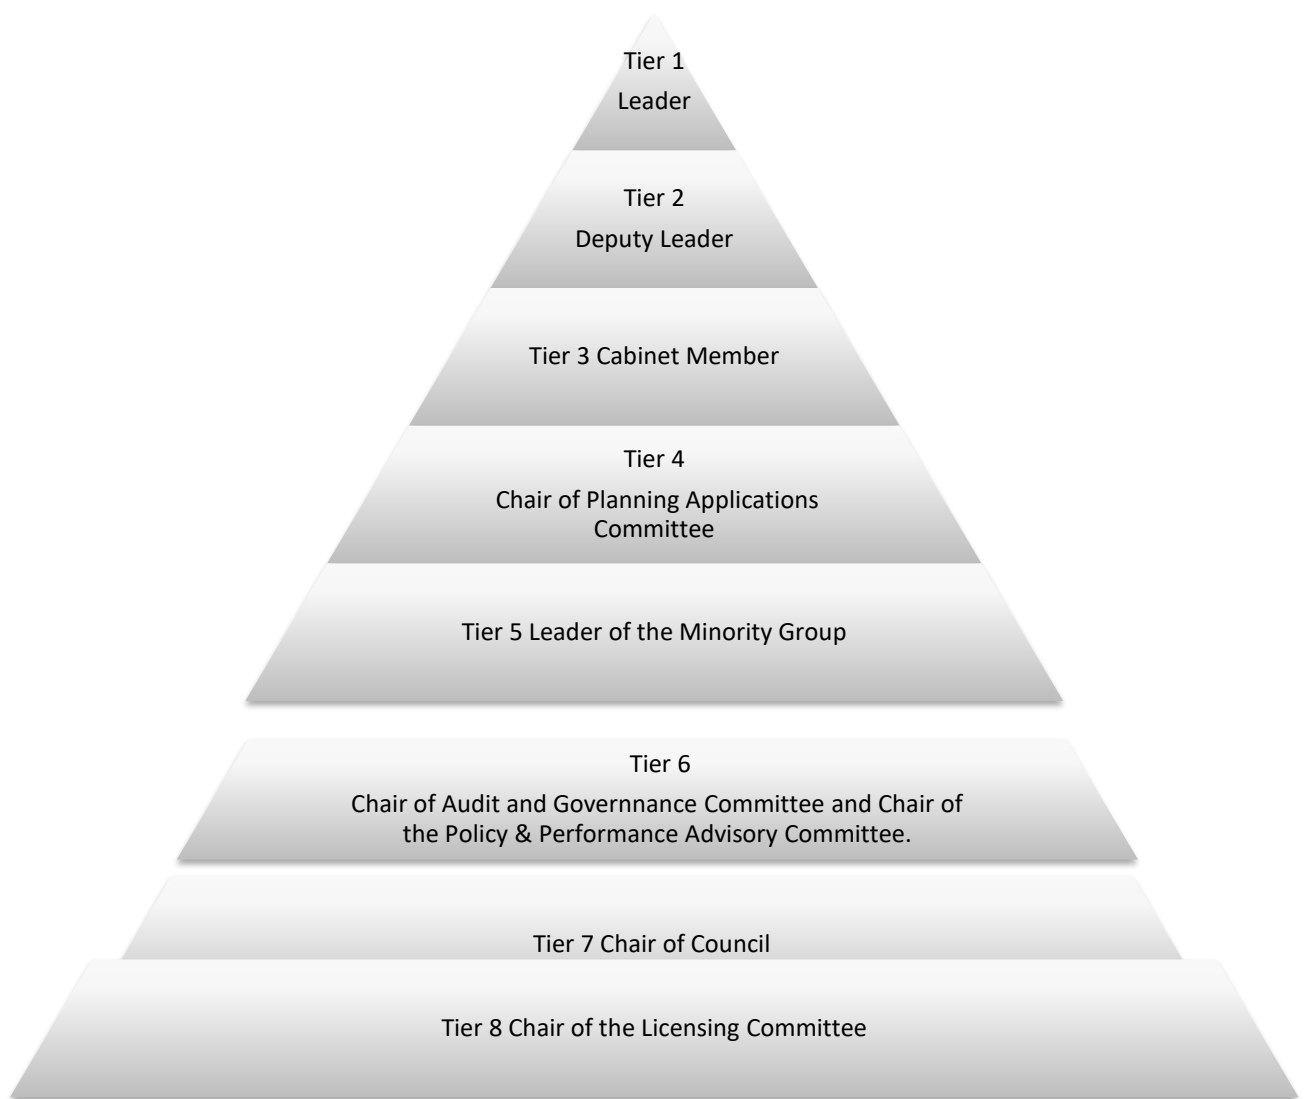 Tier 1
Leader
Tier 2
Deputy Leader
Tier 3 Cabinet Member
Tier 4
Chair of Planning Applications
Committee
Tier 5 Leader of the Minority Group
Tier 6
Chair of Audit and Governnance Committee and Chair of
the Policy & Performance Advisory Committee.
Tier 7 Chair of Council
Tier 8 Chair of the Licensing Committee